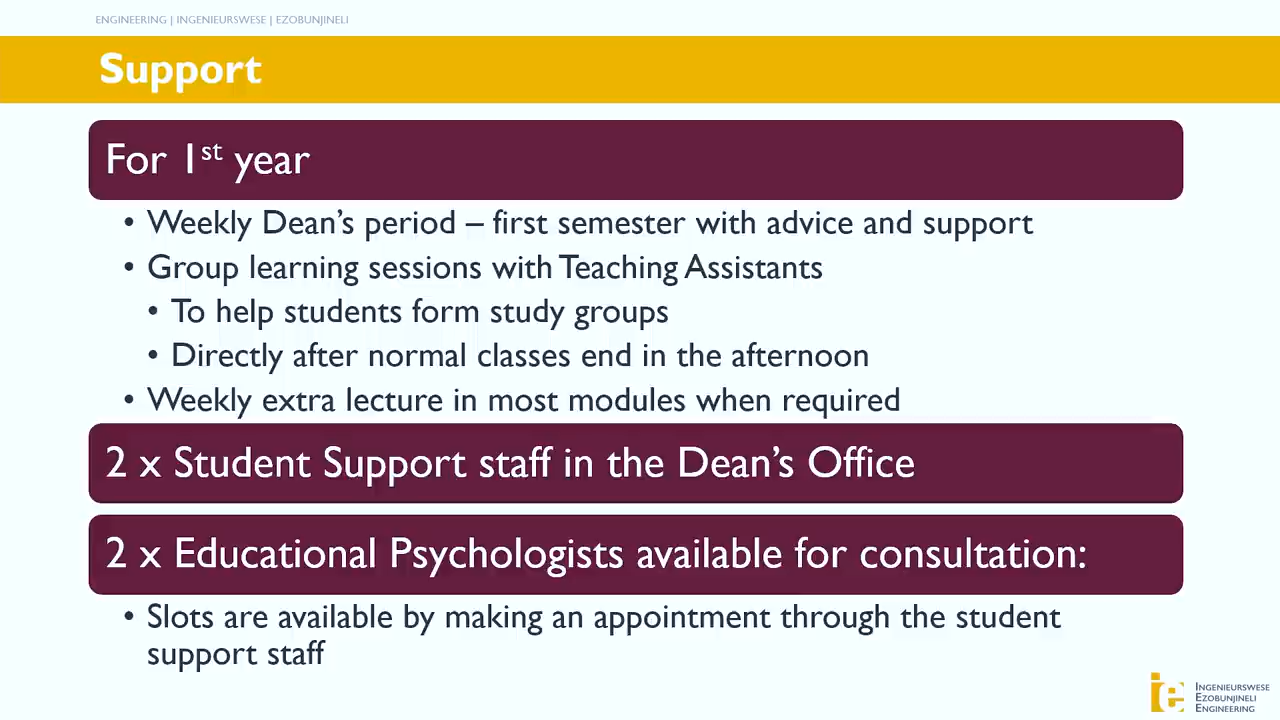 ENGINEERING | INGENIEURSWESE | EZOBUNJINELI
Support
For 1st year
• Weekly Dean's period – first semester with advice and support
• Group learning sessions with Teaching Assistants
• To help students form study groups
• Directly after normal classes end in the afternoon
• Weekly extra lecture in most modules when required
2 x Student Support staff in the Dean's Office
2 x Educational Psychologists available for consultation:
• Slots are available by making an appointment through the student
support staff
ie
INGENIEURSWESE
EZOBUNJINELI
ENGINEERING